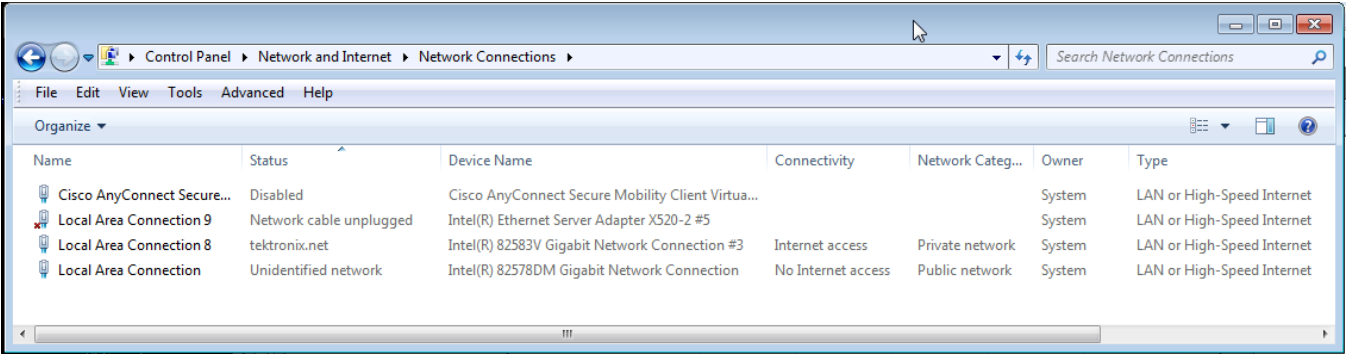 Control Panel Network and Internet Network Connections Search Network Connections
File Edit View Tools Advanced Help
Organize
Name Status Device Name Connectivity Network Categ... Owner Type
Cisco AnyConnect Secure... Disabled Cisco AnyConnect Secure Mobility Client Virtua... System LAN or High-Speed Internet
Local Area Connection 9 Network cable unplugged Intel(R) Ethernet Server Adapter X520-2 #5 System LAN or High-Speed Internet
Local Area Connection 8 tektronix.net Intel(R) 82583V Gigabit Network Connection #3 Internet access Private network System LAN or High-Speed Internet
Local Area Connection Unidentified network Intel(R) 82578DM Gigabit Network Connection No Internet access Public network System LAN or High-Speed Internet